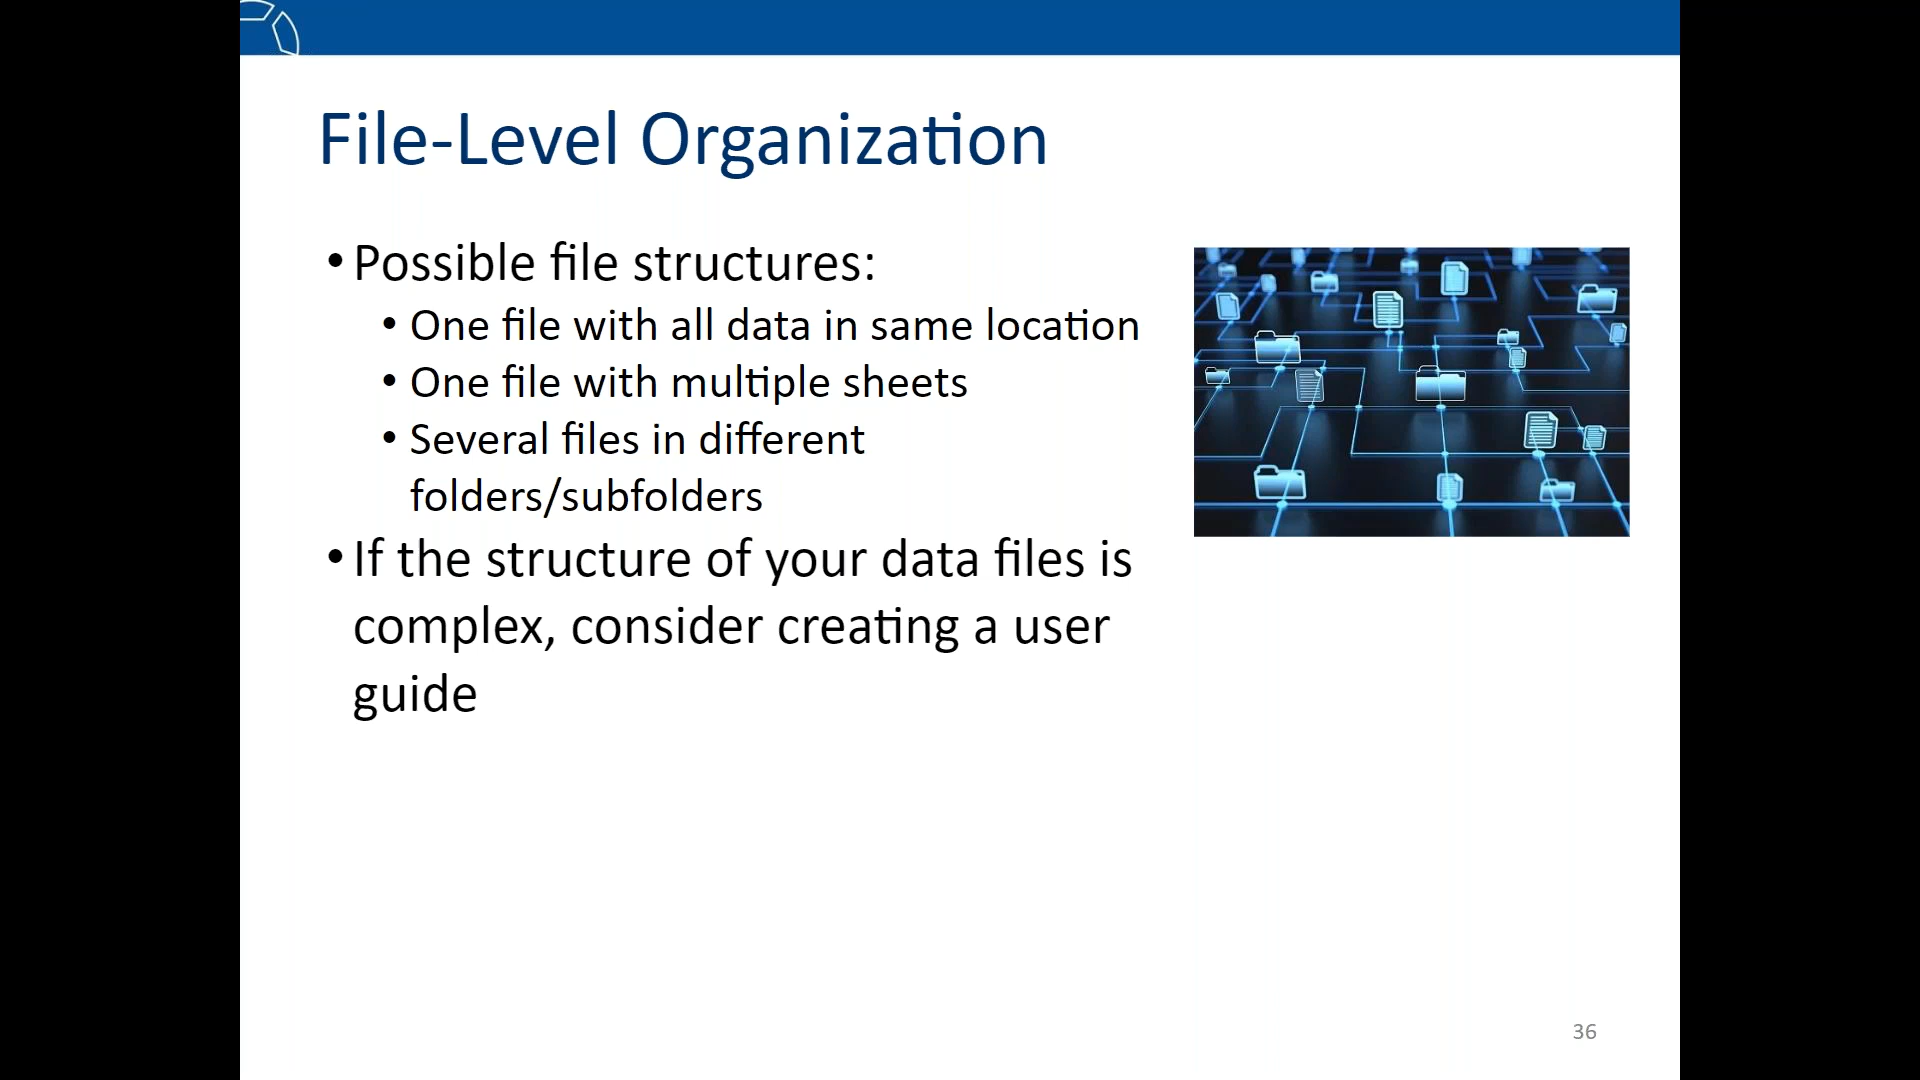 File-Level Organization
• Possible file structures:
• One file with all data in same location
• One file with multiple sheets
• Several files in different
folders/subfolders
• If the structure of your data files is
complex, consider creating a user
guide
36